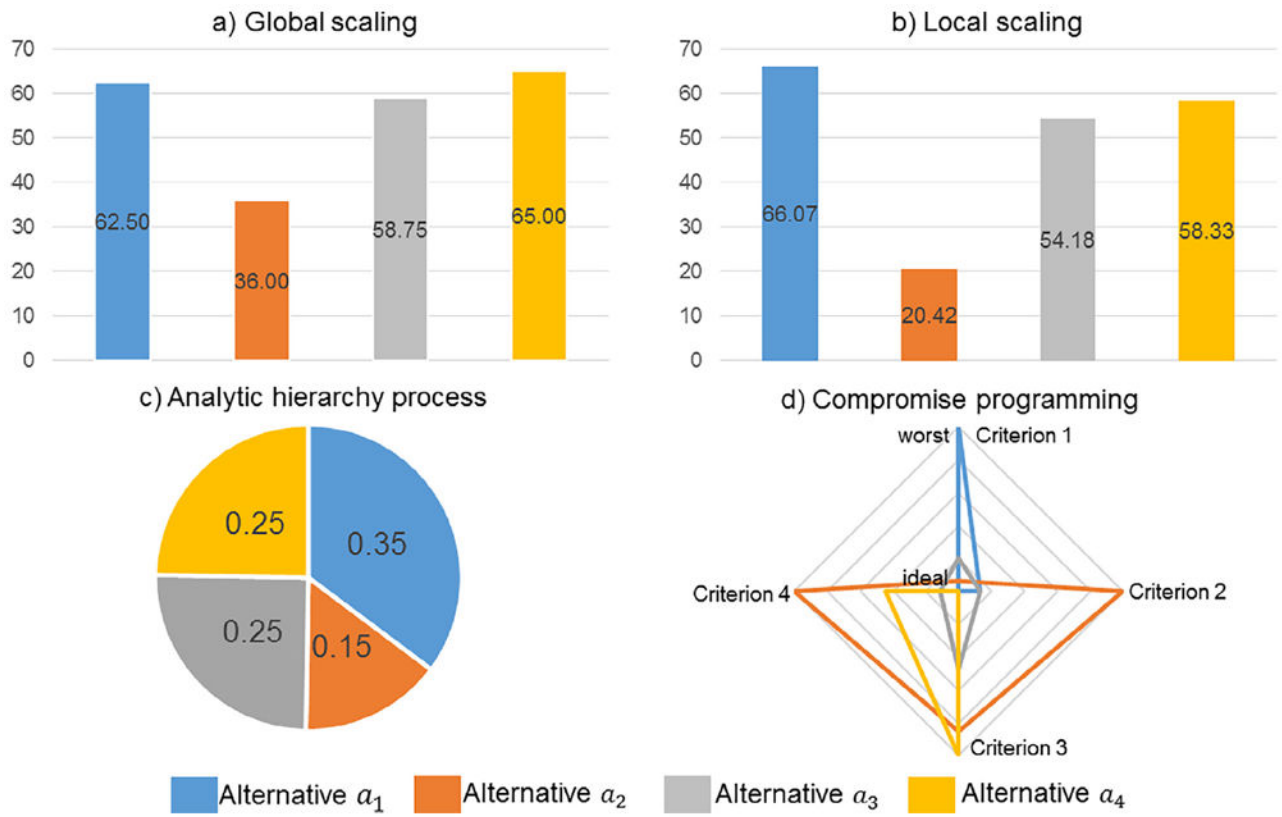 a) Global scaling
70
60
50
40
30
20
10
0
62.50
36.00
58.75
65.00
b) Local scaling
70
60
50
40
30
20
10
0
66.07
20.42
54.18
58.33
c) Analytic hierarchy process
0.25
0.35
0.25
0.15
d) Compromise programming
worst
Criterion 1
ideal
Criterion 4
Criterion 2
Criterion 3
Alternative a₁
Alternative a₂
Alternative a₃
Alternative a₄